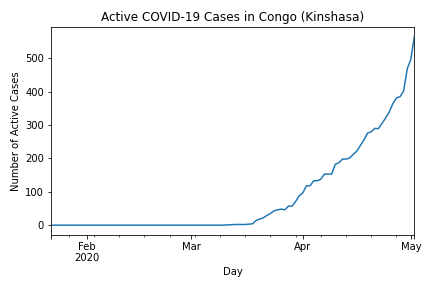 Active COVID-19 Cases in Congo (Kinshasa)
Number of Active Cases
500
400
300
200
100
0
Feb
2020
Mar
Apr
May
Day